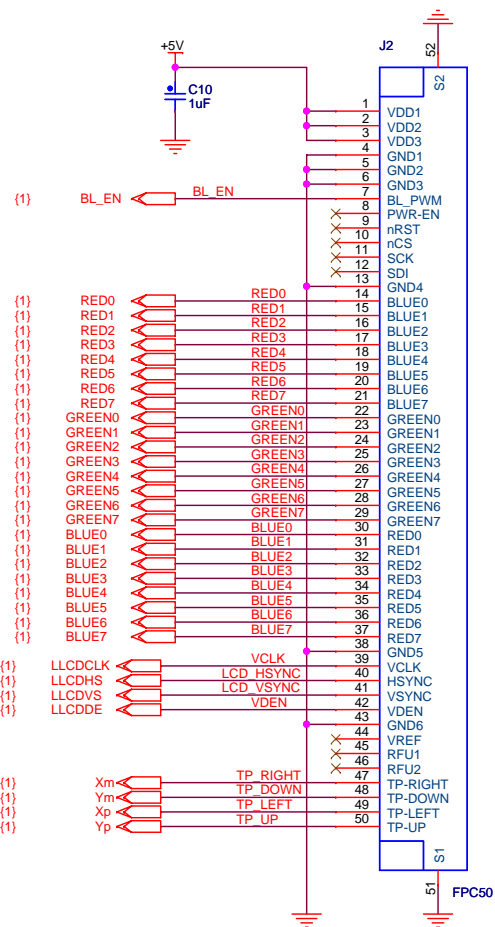 +5V
J2
52
S2
C10
1uF
1 VDD1
2 VDD2
3 VDD3
4 GND1
5 GND2
6 GND3
{1} BL_EN BL_EN 7 BL_PWM
8 PWR-EN
9 nRST
10 nCS
11 SCK
12 SDI
13 GND4
{1} RED0 RED0 14 BLUE0
{1} RED1 RED1 15 BLUE1
{1} RED2 RED2 16 BLUE2
{1} RED3 RED3 17 BLUE3
{1} RED4 RED4 18 BLUE4
{1} RED5 RED5 19 BLUE5
{1} RED6 RED6 20 BLUE6
{1} RED7 RED7 21 BLUE7
{1} GREEN0 GREEN0 22 GREEN0
{1} GREEN1 GREEN1 23 GREEN1
{1} GREEN2 GREEN2 24 GREEN2
{1} GREEN3 GREEN3 25 GREEN3
{1} GREEN4 GREEN4 26 GREEN4
{1} GREEN5 GREEN5 27 GREEN5
{1} GREEN6 GREEN6 28 GREEN6
{1} GREEN7 GREEN7 29 GREEN7
{1} BLUE0 BLUE0 30 RED0
{1} BLUE1 BLUE1 31 RED1
{1} BLUE2 BLUE2 32 RED2
{1} BLUE3 BLUE3 33 RED3
{1} BLUE4 BLUE4 34 RED4
{1} BLUE5 BLUE5 35 RED5
{1} BLUE6 BLUE6 36 RED6
{1} BLUE7 BLUE7 37 RED7
38 GND5
{1} LLCDCLK VCLK 39 VCLK
{1} LLCDHS LCD_HSYNC 40 HSYNC
{1} LLCDVS LCD_VSYNC 41 VSYNC
{1} LLCDDE VDEN 42 VDEN
43 GND6
44 VREF
45 RFU1
46 RFU2
{1} Xm TP_RIGHT 47 TP-RIGHT
{1} Ym TP_DOWN 48 TP-DOWN
{1} Xp TP_LEFT 49 TP-LEFT
{1} Yp TP_UP 50 TP-UP
S1
51
FPC50